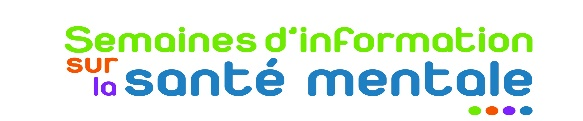 Semaines d'information
sur
la santé mentale